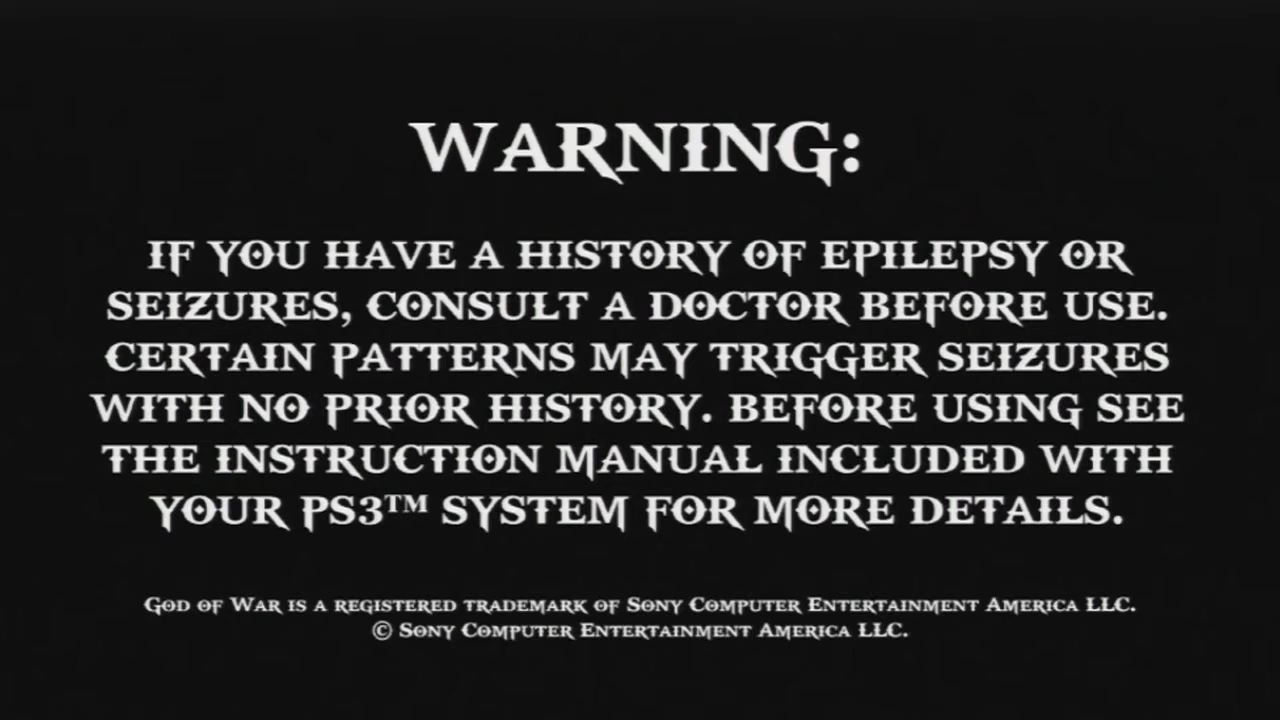 WARNING:
IF YOU HAVE A HISTORY OF EPILEPSY OR
SEIZURES, CONSULT A DOCTOR BEFORE USE.
CERTAIN PATTERNS MAY TRIGGER SEIZURES
WITH NO PRIOR HISTORY. BEFORE USING SEE
THE INSTRUCTION MANUAL INCLUDED WITH
YOUR PS3™ SYSTEM FOR MORE DETAILS.
God of War is a registered trademark of Sony Computer Entertainment America LLC.
© Sony Computer Entertainment America LLC.